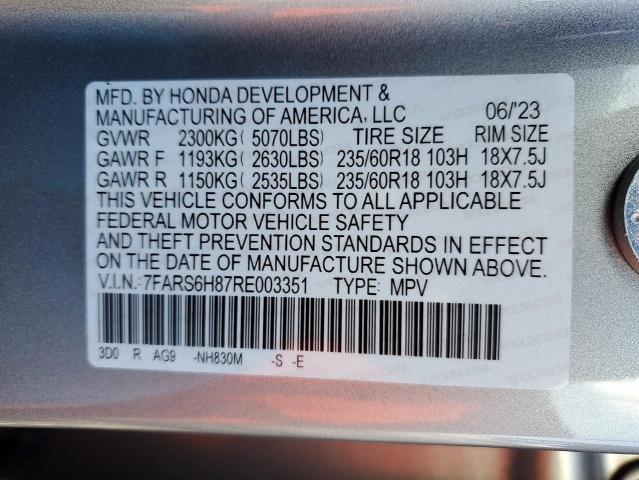 MFD. BY HONDA DEVELOPMENT &
MANUFACTURING OF AMERICA, LLC 06/'23
GVWR 2300KG( 5070LBS) TIRE SIZE RIM SIZE
GAWR F 1193KG( 2630LBS) 235/60R18 103H 18X7.5J
GAWR R 1150KG( 2535LBS) 235/60R18 103H 18X7.5J
THIS VEHICLE CONFORMS TO ALL APPLICABLE
FEDERAL MOTOR VEHICLE SAFETY
AND THEFT PREVENTION STANDARDS IN EFFECT
ON THE DATE OF MANUFACTURE SHOWN ABOVE.
V.I.N.:7FARS6H87RE003351 TYPE: MPV
3D0 R AG9 -NH830M -S -E